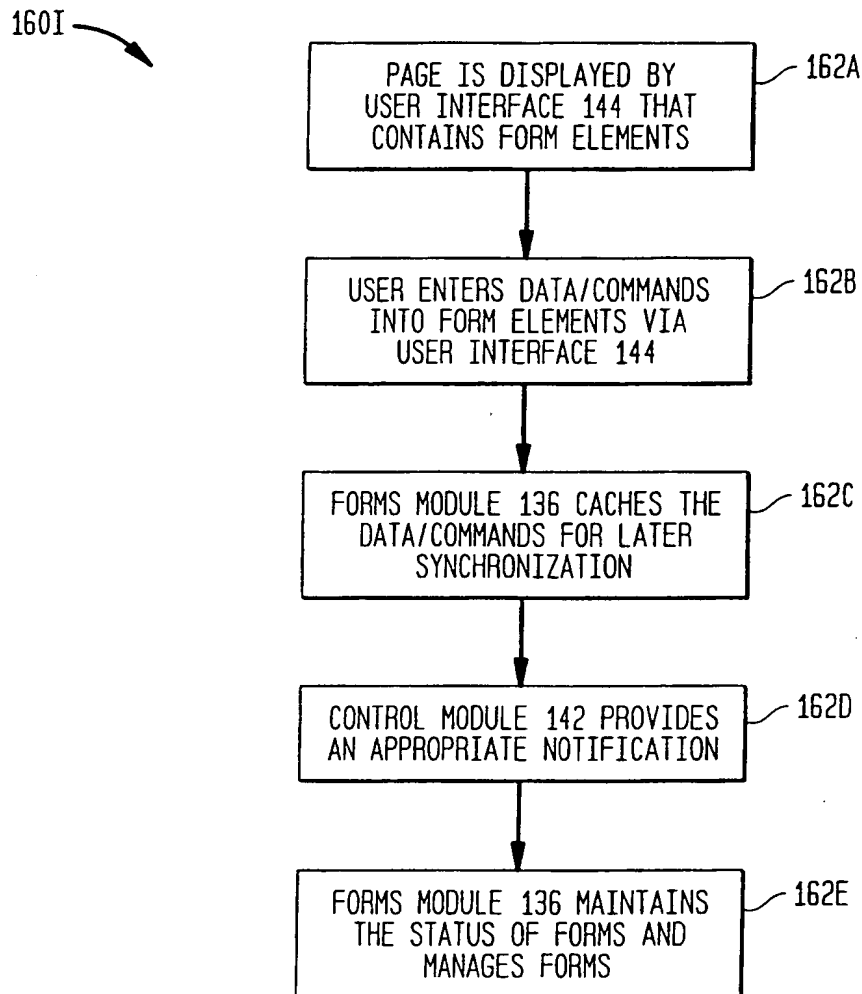 160I
PAGE IS DISPLAYED BY
USER INTERFACE 144 THAT
CONTAINS FORM ELEMENTS
162A
USER ENTERS DATA/COMMANDS
INTO FORM ELEMENTS VIA
USER INTERFACE 144
162B
FORMS MODULE 136 CACHES THE
DATA/COMMANDS FOR LATER
SYNCHRONIZATION
162C
CONTROL MODULE 142 PROVIDES
AN APPROPRIATE NOTIFICATION
162D
FORMS MODULE 136 MAINTAINS
THE STATUS OF FORMS AND
MANAGES FORMS
162E